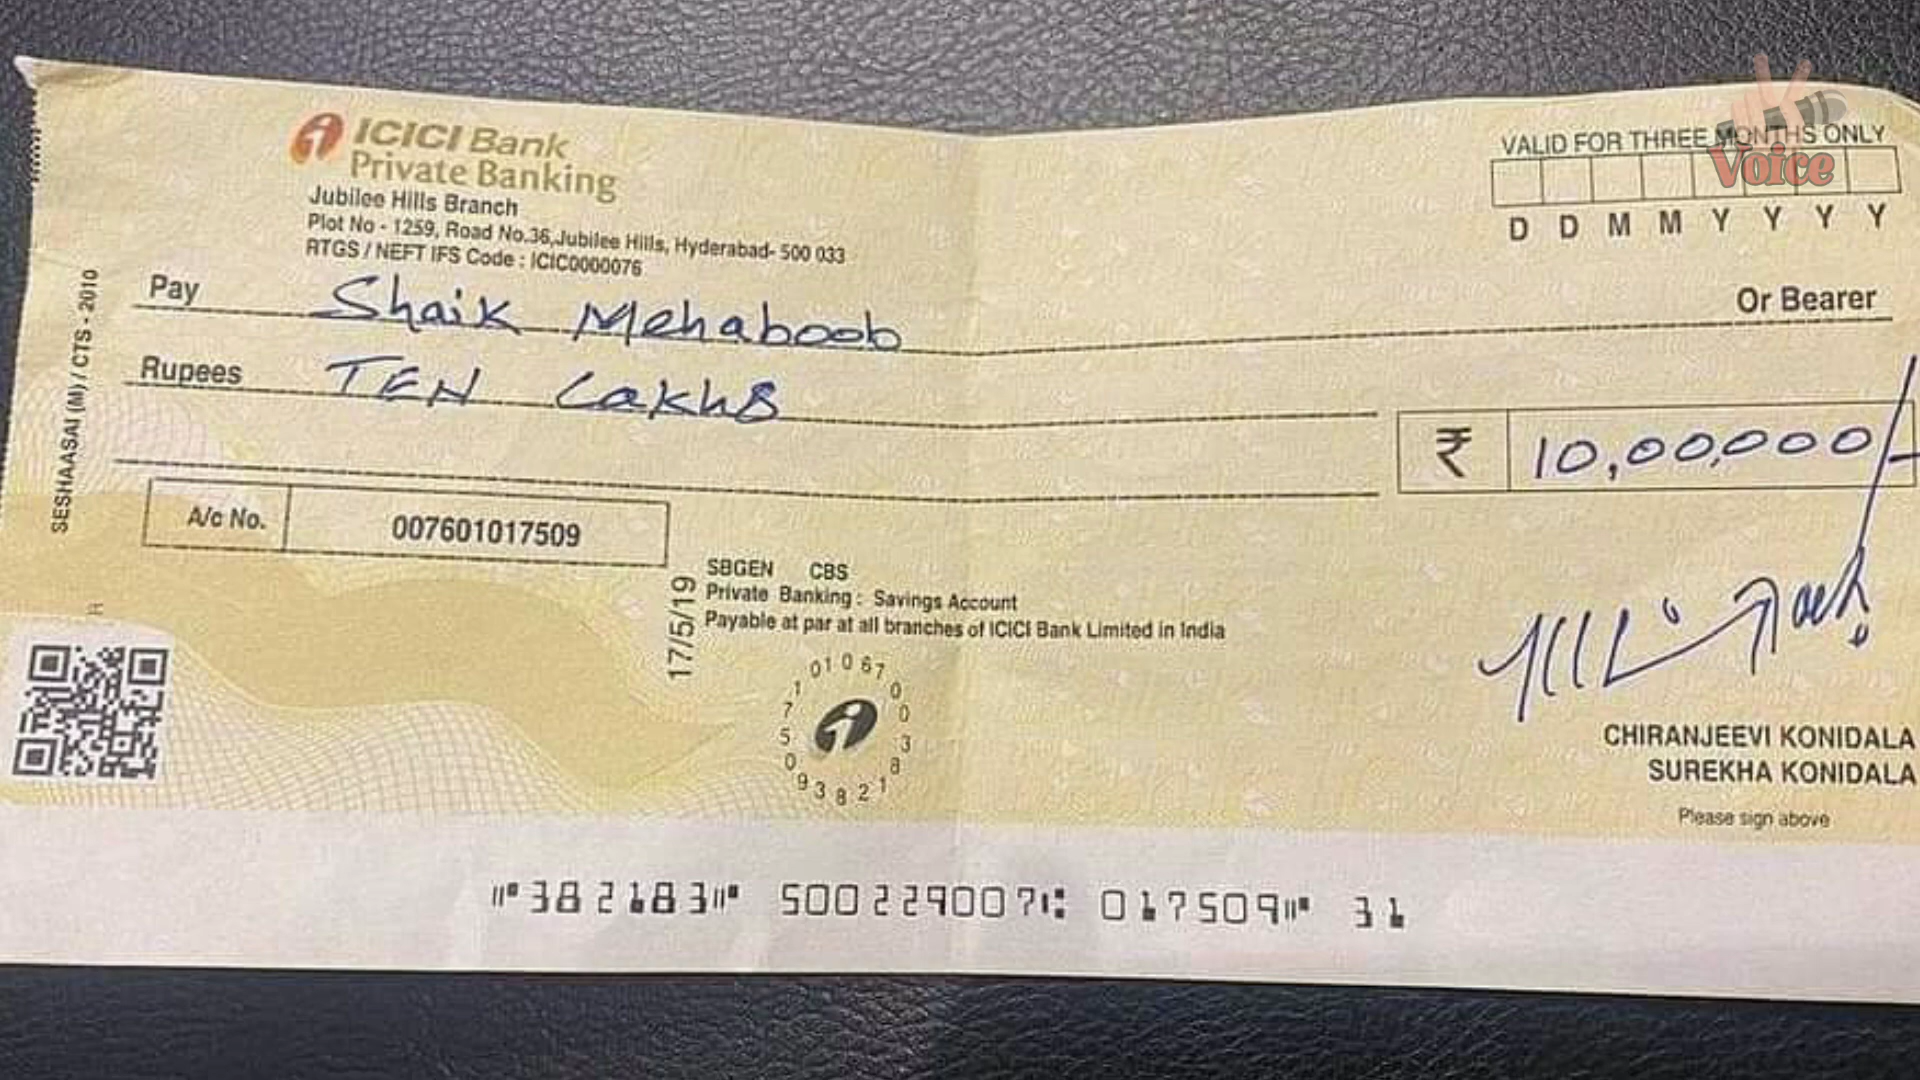 ICICI Bank
Private Banking
Jubilee Hills Branch
Plot No - 1259, Road No.36,Jubilee Hills, Hyderabad- 500 033
RTGS / NEFT IFS Code : ICIC0000076
VALID FOR THREE MONTHS ONLY
Voice
D D M M Y Y Y Y
Pay Shaik Mehaboob
Or Bearer
Rupees TEN Lakhs
₹ 10,00,000/-
A/c No. 007601017509
SESHAASAI (M) / CTS - 2010
17/5/19
SBGEN CBS
Private Banking : Savings Account
Payable at par at all branches of ICICI Bank Limited in India
CHIRANJEEVI KONIDALA
SUREKHA KONIDALA
Please sign above
⑈382183⑈ 500229007⑆ 017509⑈ 31